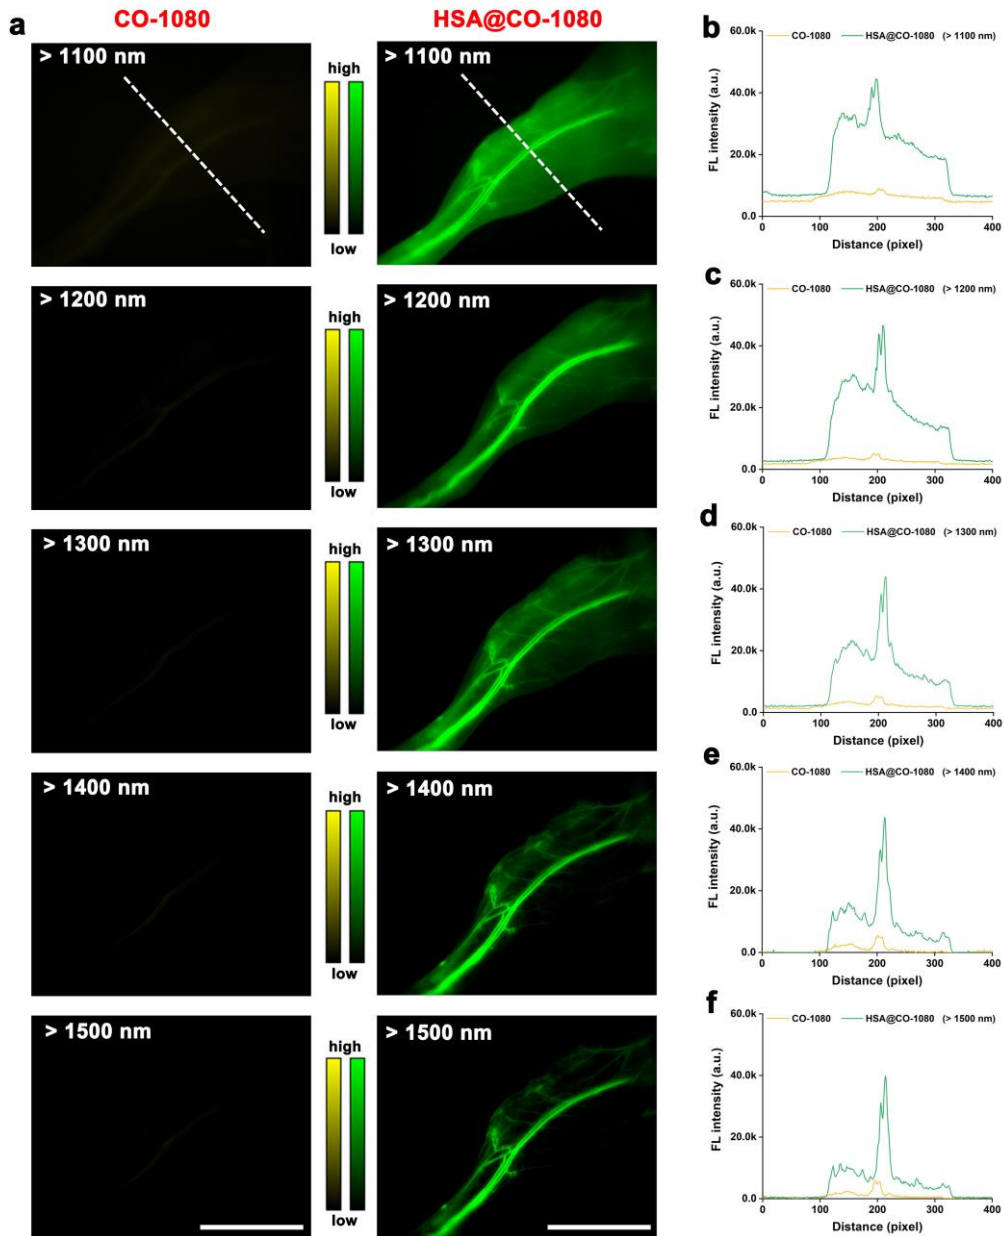 a
CO-1080
HSA@CO-1080
> 1100 nm
high
low
> 1100 nm
> 1200 nm
high
low
> 1200 nm
> 1300 nm
high
low
> 1300 nm
> 1400 nm
high
low
> 1400 nm
> 1500 nm
high
low
> 1500 nm
b
CO-1080 HSA@CO-1080 (> 1100 nm)
FL intensity (a.u.)
60.0k
40.0k
20.0k
0.0
0 100 200 300 400
Distance (pixel)
c
CO-1080 HSA@CO-1080 (> 1200 nm)
FL intensity (a.u.)
60.0k
40.0k
20.0k
0.0
0 100 200 300 400
Distance (pixel)
d
CO-1080 HSA@CO-1080 (> 1300 nm)
FL intensity (a.u.)
60.0k
40.0k
20.0k
0.0
0 100 200 300 400
Distance (pixel)
e
CO-1080 HSA@CO-1080 (> 1400 nm)
FL intensity (a.u.)
60.0k
40.0k
20.0k
0.0
0 100 200 300 400
Distance (pixel)
f
CO-1080 HSA@CO-1080 (> 1500 nm)
FL intensity (a.u.)
60.0k
40.0k
20.0k
0.0
0 100 200 300 400
Distance (pixel)